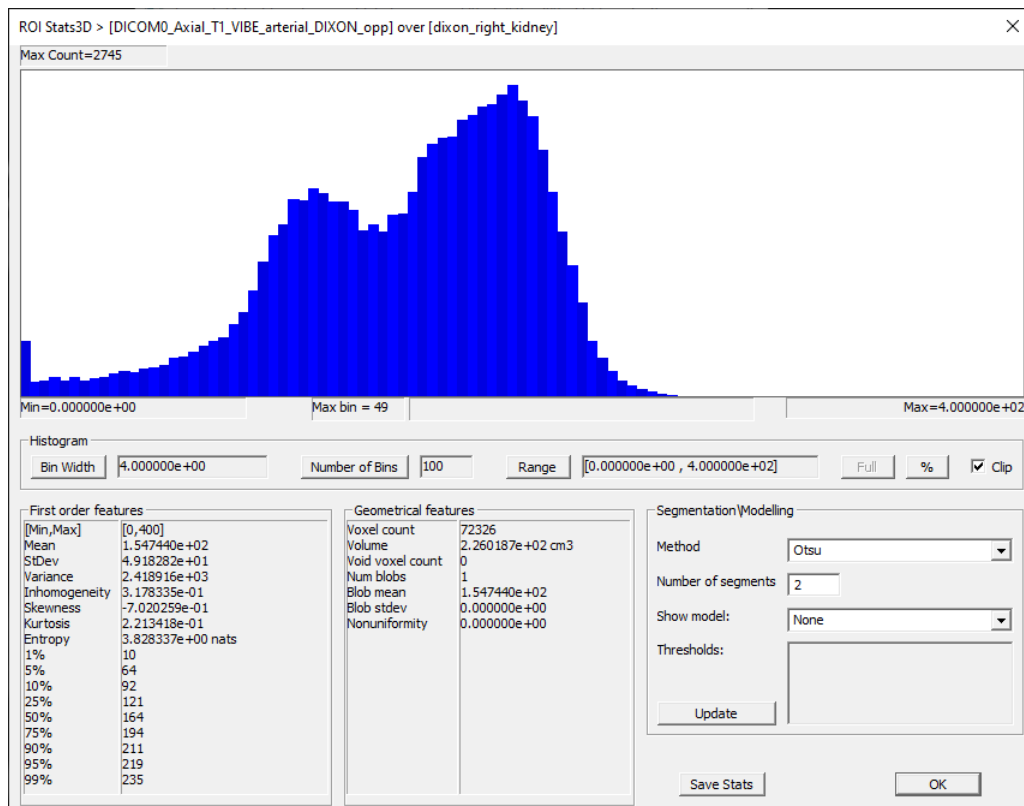 ROI Stats3D > [DICOM0_Axial_T1_VIBE_arterial_DIXON_opp] over [dixon_right_kidney]
Max Count=2745
Min=0.000000e+00 Max bin = 49 Max=4.000000e+02
Histogram
Bin Width 4.000000e+00 Number of Bins 100 Range [0.000000e+00 , 4.000000e+02] Full % Clip
First order features
[Min,Max] [0,400]
Mean 1.547440e+02
StDev 4.918282e+01
Variance 2.418916e+03
Inhomogeneity 3.178335e-01
Skewness -7.020259e-01
Kurtosis 2.213418e-01
Entropy 3.828337e+00 nats
1% 10
5% 64
10% 92
25% 121
50% 164
75% 194
90% 211
95% 219
99% 235
Geometrical features
Voxel count 72326
Volume 2.260187e+02 cm3
Void voxel count 0
Num blobs 1
Blob mean 1.547440e+02
Blob stdev 0.000000e+00
Nonuniformity 0.000000e+00
Segmentation\Modelling
Method Otsu
Number of segments 2
Show model: None
Thresholds:
Update
Save Stats OK